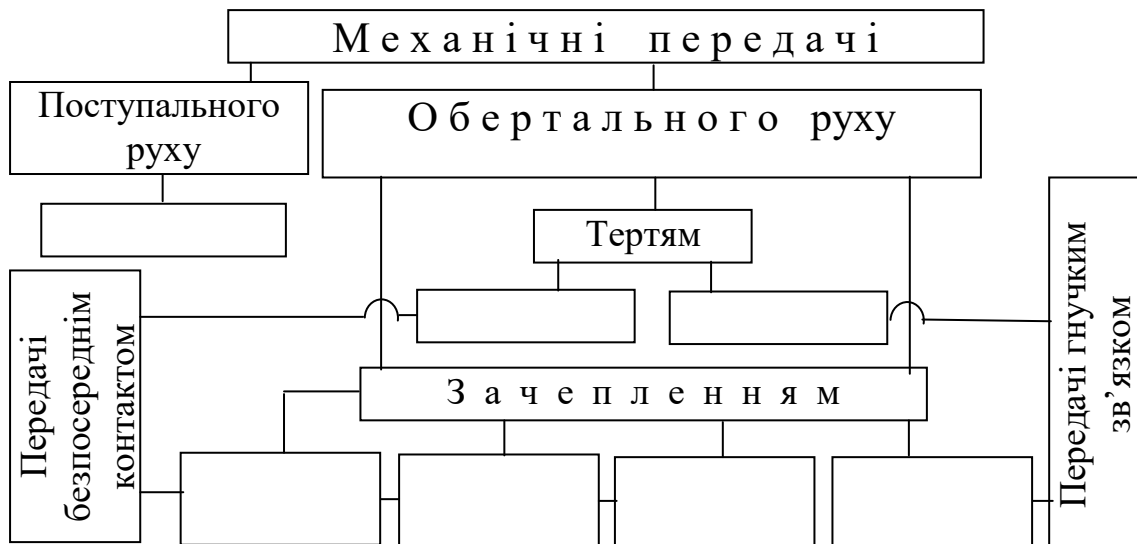 Механічні передачі
Поступального
руху
Обертального руху
Тертям
Передачі
безпосереднім
контактом
Передачі гнучким
зв’язком
Зачепленням